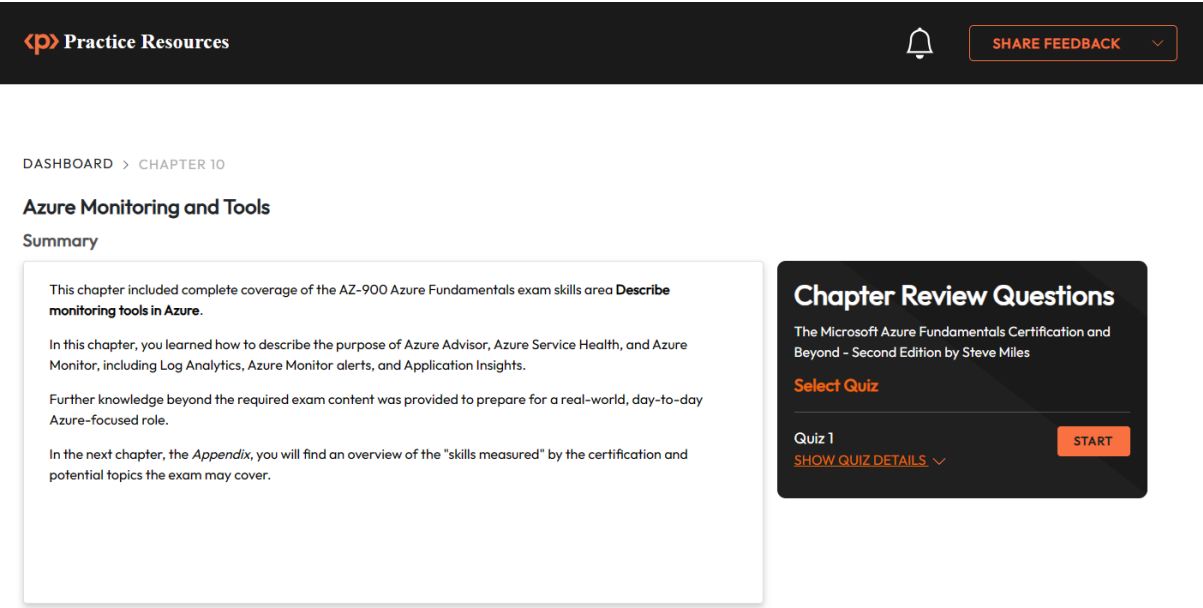 <p> Practice Resources
SHARE FEEDBACK
DASHBOARD > CHAPTER 10
Azure Monitoring and Tools
Summary
This chapter included complete coverage of the AZ-900 Azure Fundamentals exam skills area Describe
monitoring tools in Azure.
In this chapter, you learned how to describe the purpose of Azure Advisor, Azure Service Health, and Azure
Monitor, including Log Analytics, Azure Monitor alerts, and Application Insights.
Further knowledge beyond the required exam content was provided to prepare for a real-world, day-to-day
Azure-focused role.
In the next chapter, the Appendix, you will find an overview of the "skills measured" by the certification and
potential topics the exam may cover.
Chapter Review Questions
The Microsoft Azure Fundamentals Certification and
Beyond - Second Edition by Steve Miles
Select Quiz
Quiz 1
START
SHOW QUIZ DETAILS